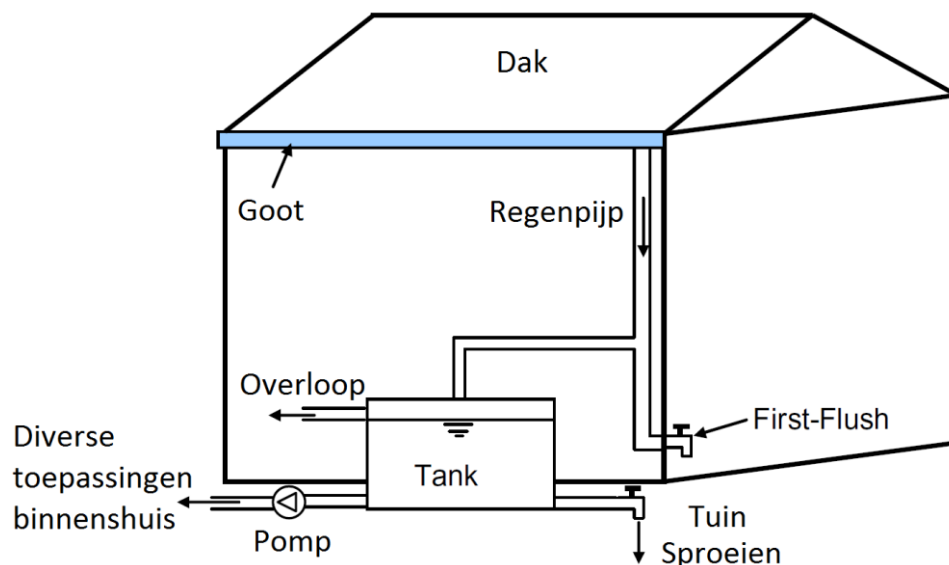 Dak
Goot
Regenpijp
Overloop
First-Flush
Diverse
toepassingen
binnenshuis
Tank
Pomp
Tuin
Sproeien